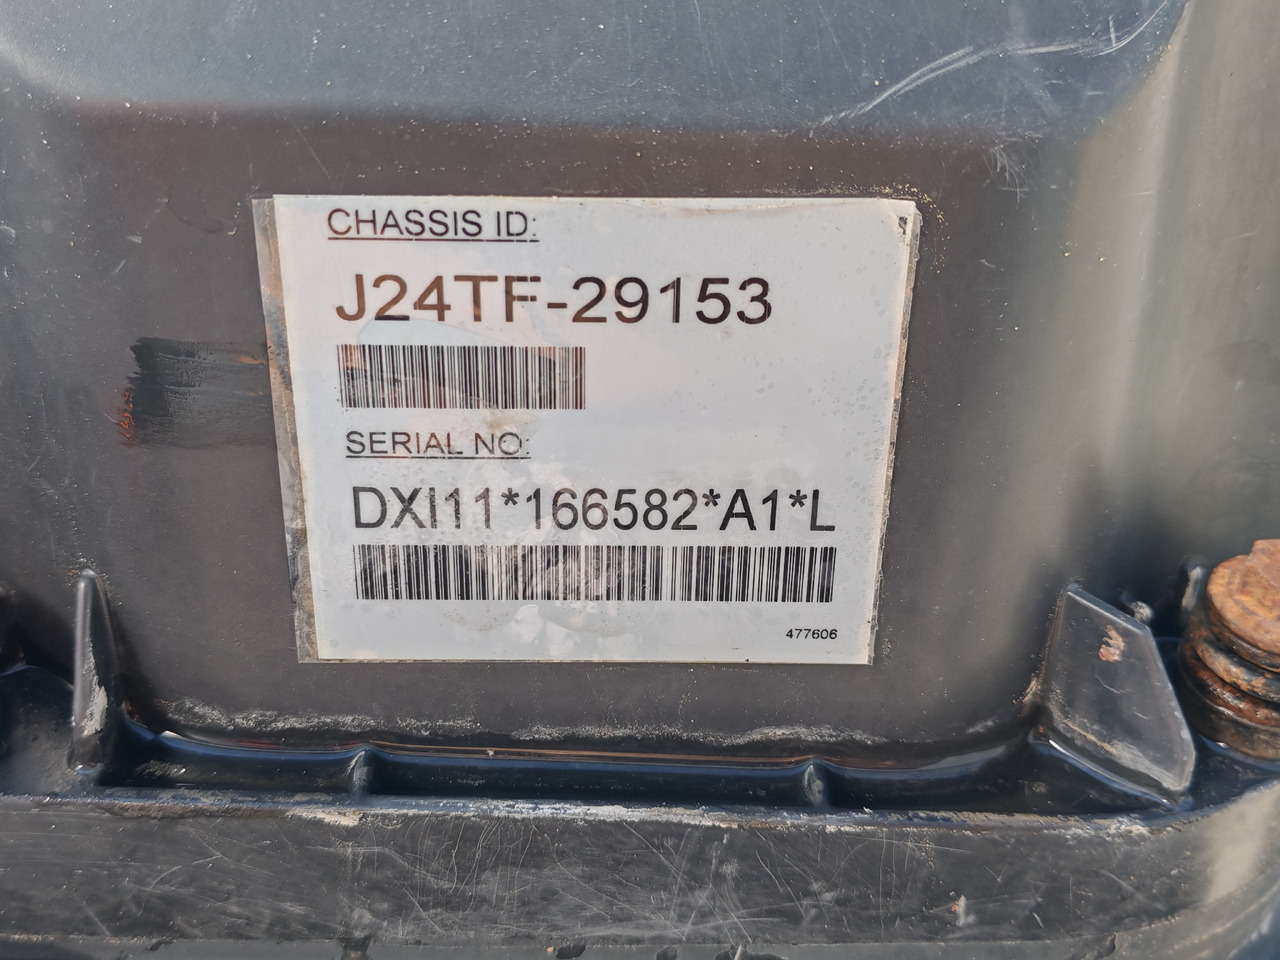 CHASSIS ID:
J24TF-29153
SERIAL NO:
DXI11*166582*A1*L
477606